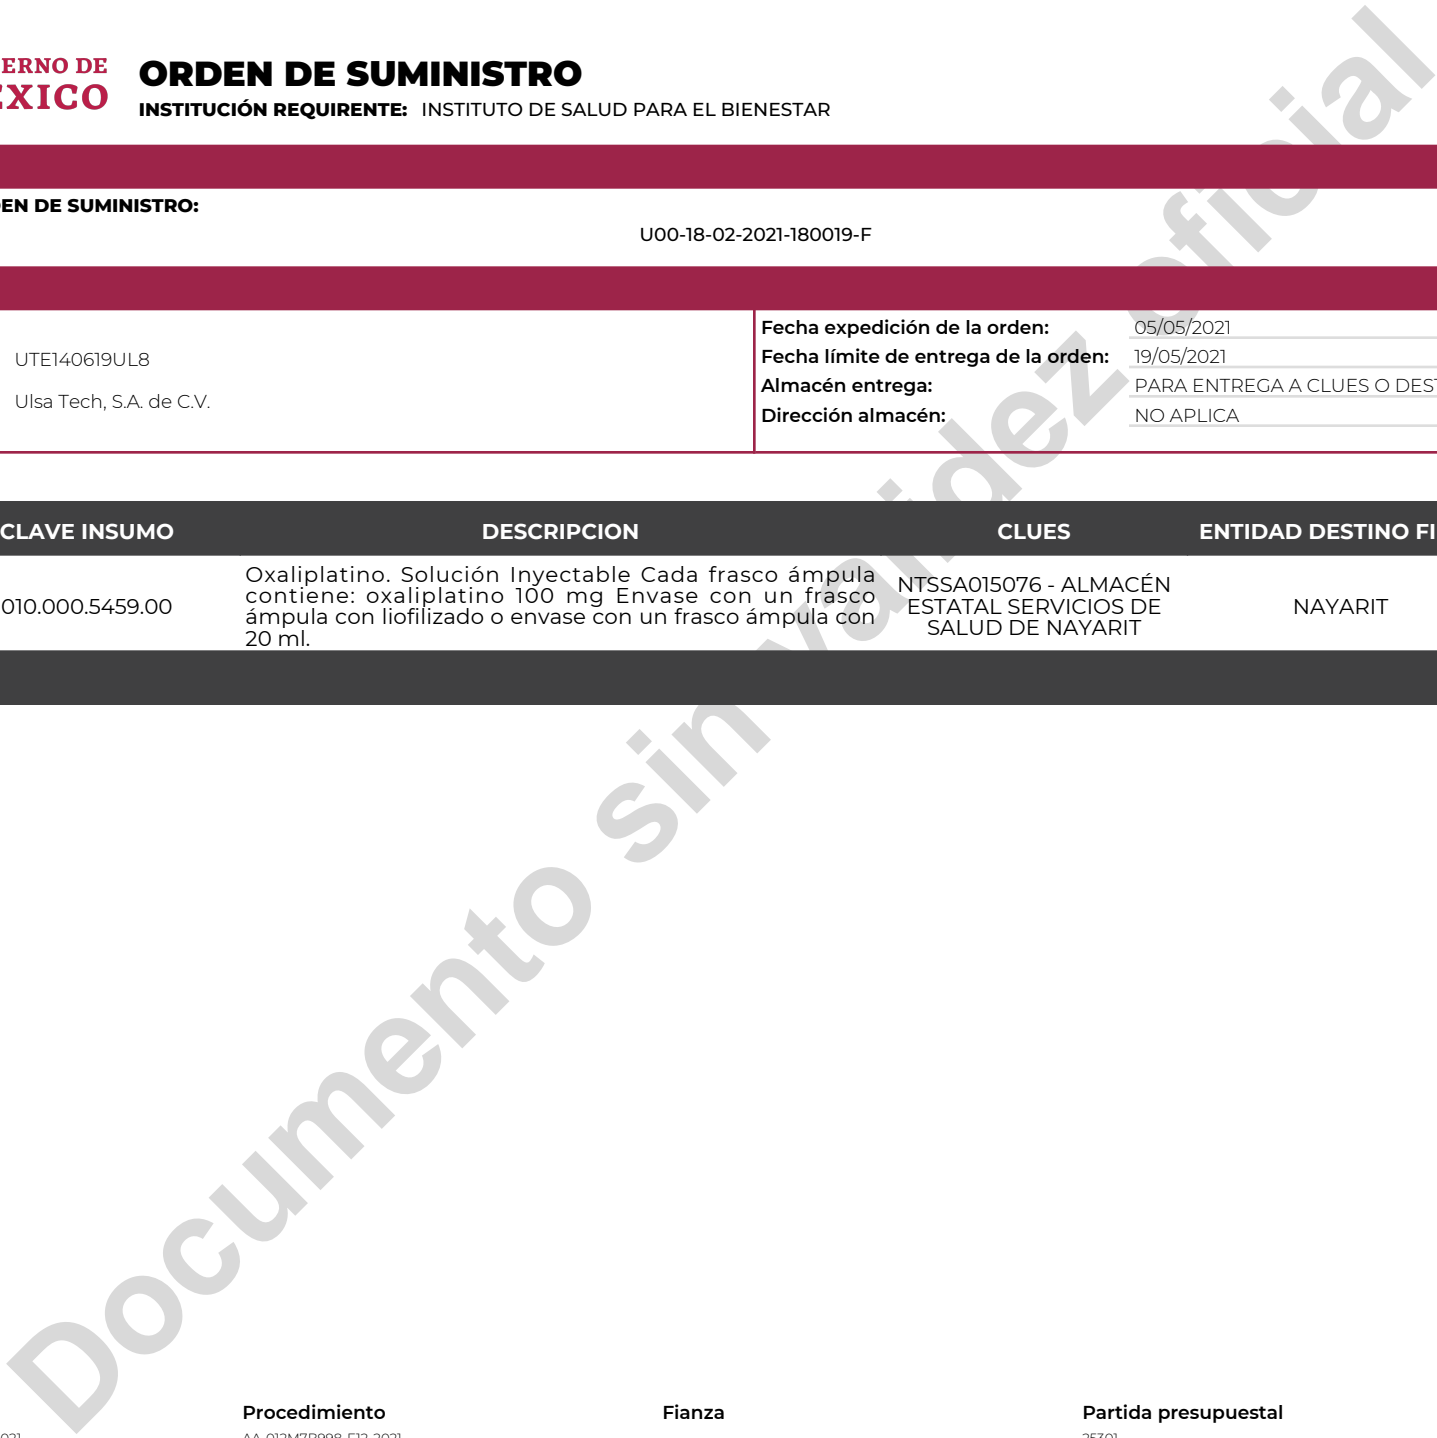 ERNO DE
ORDEN DE SUMINISTRO
XICO
INSTITUCIÓN REQUIRENTE: INSTITUTO DE SALUD PARA EL BIENESTAR
EN DE SUMINISTRO:
U00-18-02-2021-180019-F
UTE140619UL8
Ulsa Tech, S.A. de C.V.
Fecha expedición de la orden: 05/05/2021
Fecha límite de entrega de la orden: 19/05/2021
Almacén entrega: PARA ENTREGA A CLUES O DES
Dirección almacén: NO APLICA
CLAVE INSUMO DESCRIPCION CLUES ENTIDAD DESTINO FI
010.000.5459.00
Oxaliplatino. Solución Inyectable Cada frasco ámpula
contiene: oxaliplatino 100 mg Envase con un frasco
ámpula con liofilizado o envase con un frasco ámpula con
20 ml.
NTSSA015076 - ALMACÉN
ESTATAL SERVICIOS DE
SALUD DE NAYARIT
NAYARIT
Documento sin validez oficial
Procedimiento Fianza Partida presupuestal